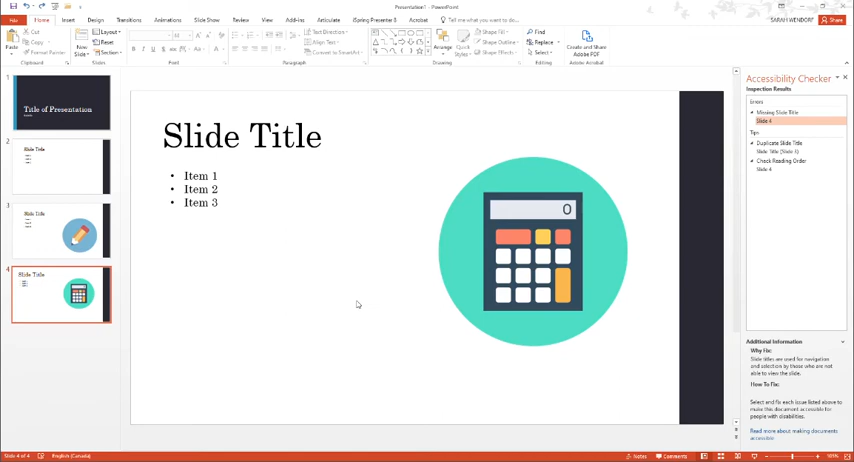 Presentation1 - PowerPoint
File Home Insert Design Transitions Animations Slide Show Review View Add-ins Articulate iSpring Presenter 8 Acrobat Tell me what you want to do...
SARAH WENDORF Share
Paste
Cut
Copy
Format Painter
Clipboard
New Slide
Layout
Reset
Section
Slides
Font
Text Direction
Align Text
Convert to SmartArt
Paragraph
Arrange
Quick Styles
Shape Fill
Shape Outline
Shape Effects
Drawing
Find
Replace
Select
Editing
Create and Share Adobe PDF
Adobe Acrobat
1
Title of Presentation
2
Slide Title
3
Slide Title
4
Slide Title
Slide Title
• Item 1
• Item 2
• Item 3
0
Accessibility Checker
Inspection Results
Errors
Missing Slide Title
Slide 4
Tips
Duplicate Slide Title
Slide Title (Slide 3)
Check Reading Order
Slide 4
Additional Information
Why Fix:
Slide titles are used for navigation
and selection by those who are not
able to view the slide.
How To Fix:
Select and fix each issue listed above to
make this document accessible for
people with disabilities.
Read more about making documents
accessible
Slide 4 of 4 English (Canada) Notes Comments